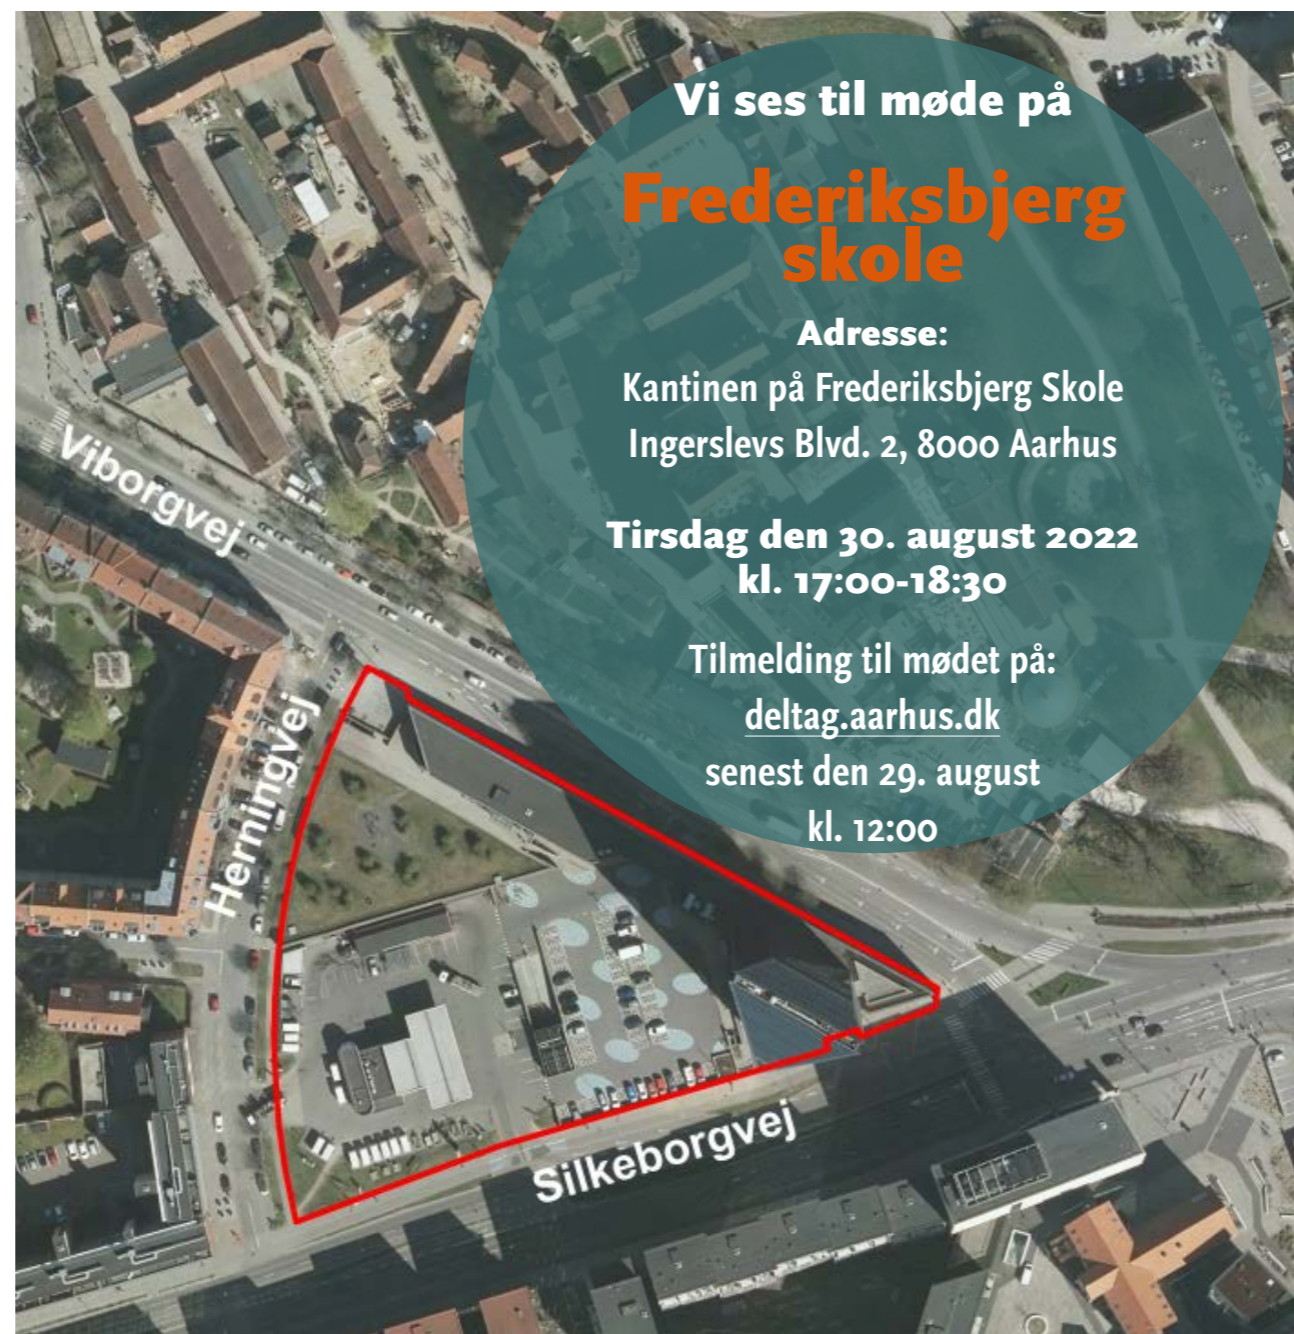 Vi ses til møde på
Frederiksbjerg
skole
Adresse:
Kantinen på Frederiksbjerg Skole
Ingerslevs Blvd. 2, 8000 Aarhus
Tirsdag den 30. august 2022
kl. 17:00-18:30
Tilmelding til mødet på:
deltag.aarhus.dk
senest den 29. august
kl. 12:00
Viborgvej
Herningvej
Silkeborgvej